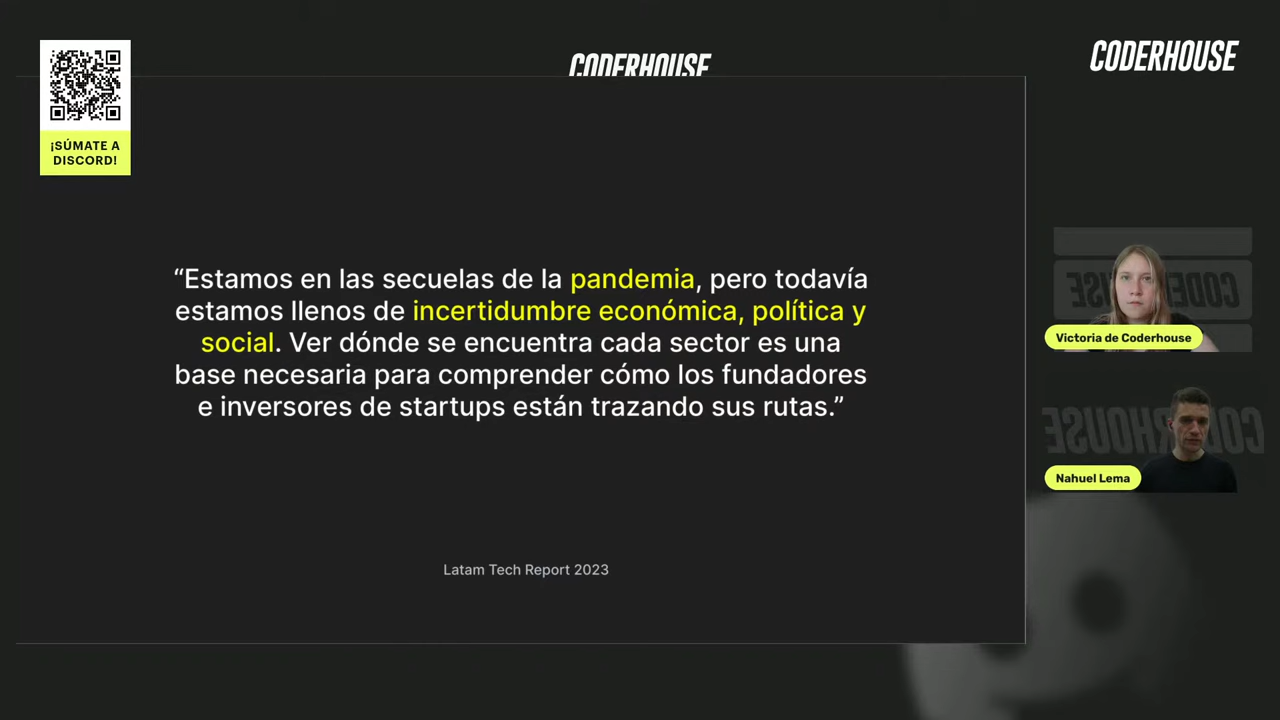 CODERHOUSE
CODERHOUSE
¡SÚMATE A
DISCORD!
“Estamos en las secuelas de la pandemia, pero todavía
estamos llenos de incertidumbre económica, política y
social. Ver dónde se encuentra cada sector es una
base necesaria para comprender cómo los fundadores
e inversores de startups están trazando sus rutas.”
Latam Tech Report 2023
CODERHOUSE
Victoria de Coderhouse
CODERHOUSE
Nahuel Lema